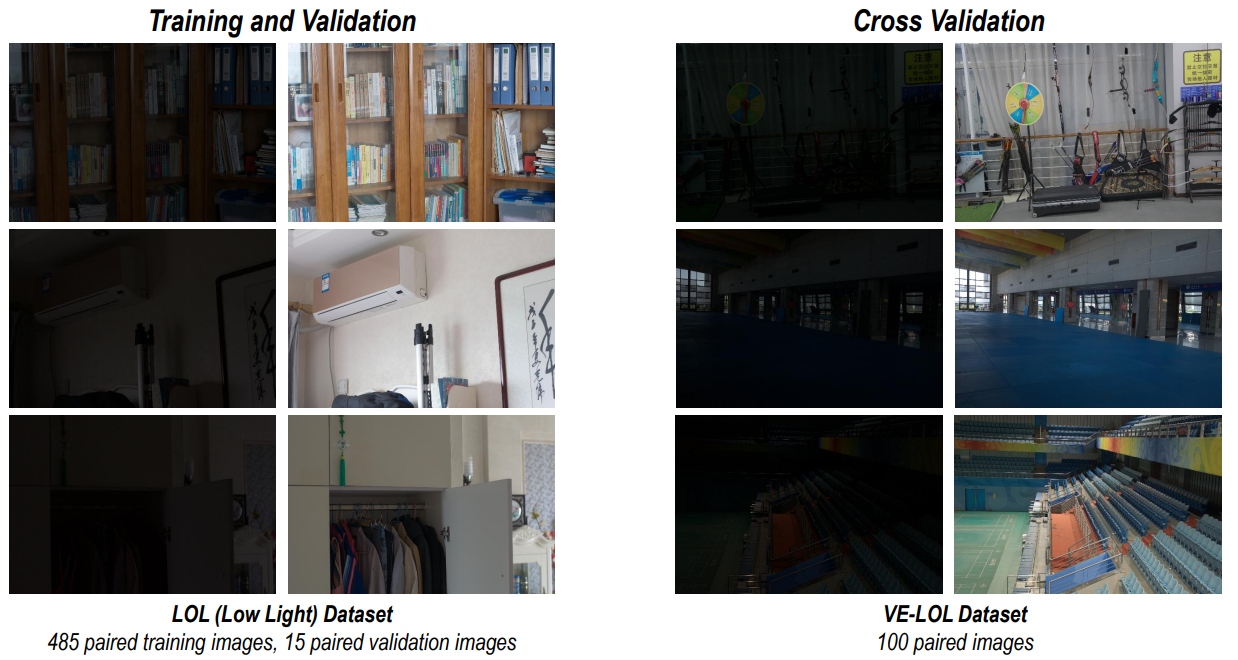 Training and Validation
Cross Validation
注意
LOL (Low Light) Dataset
485 paired training images, 15 paired validation images
VE-LOL Dataset
100 paired images